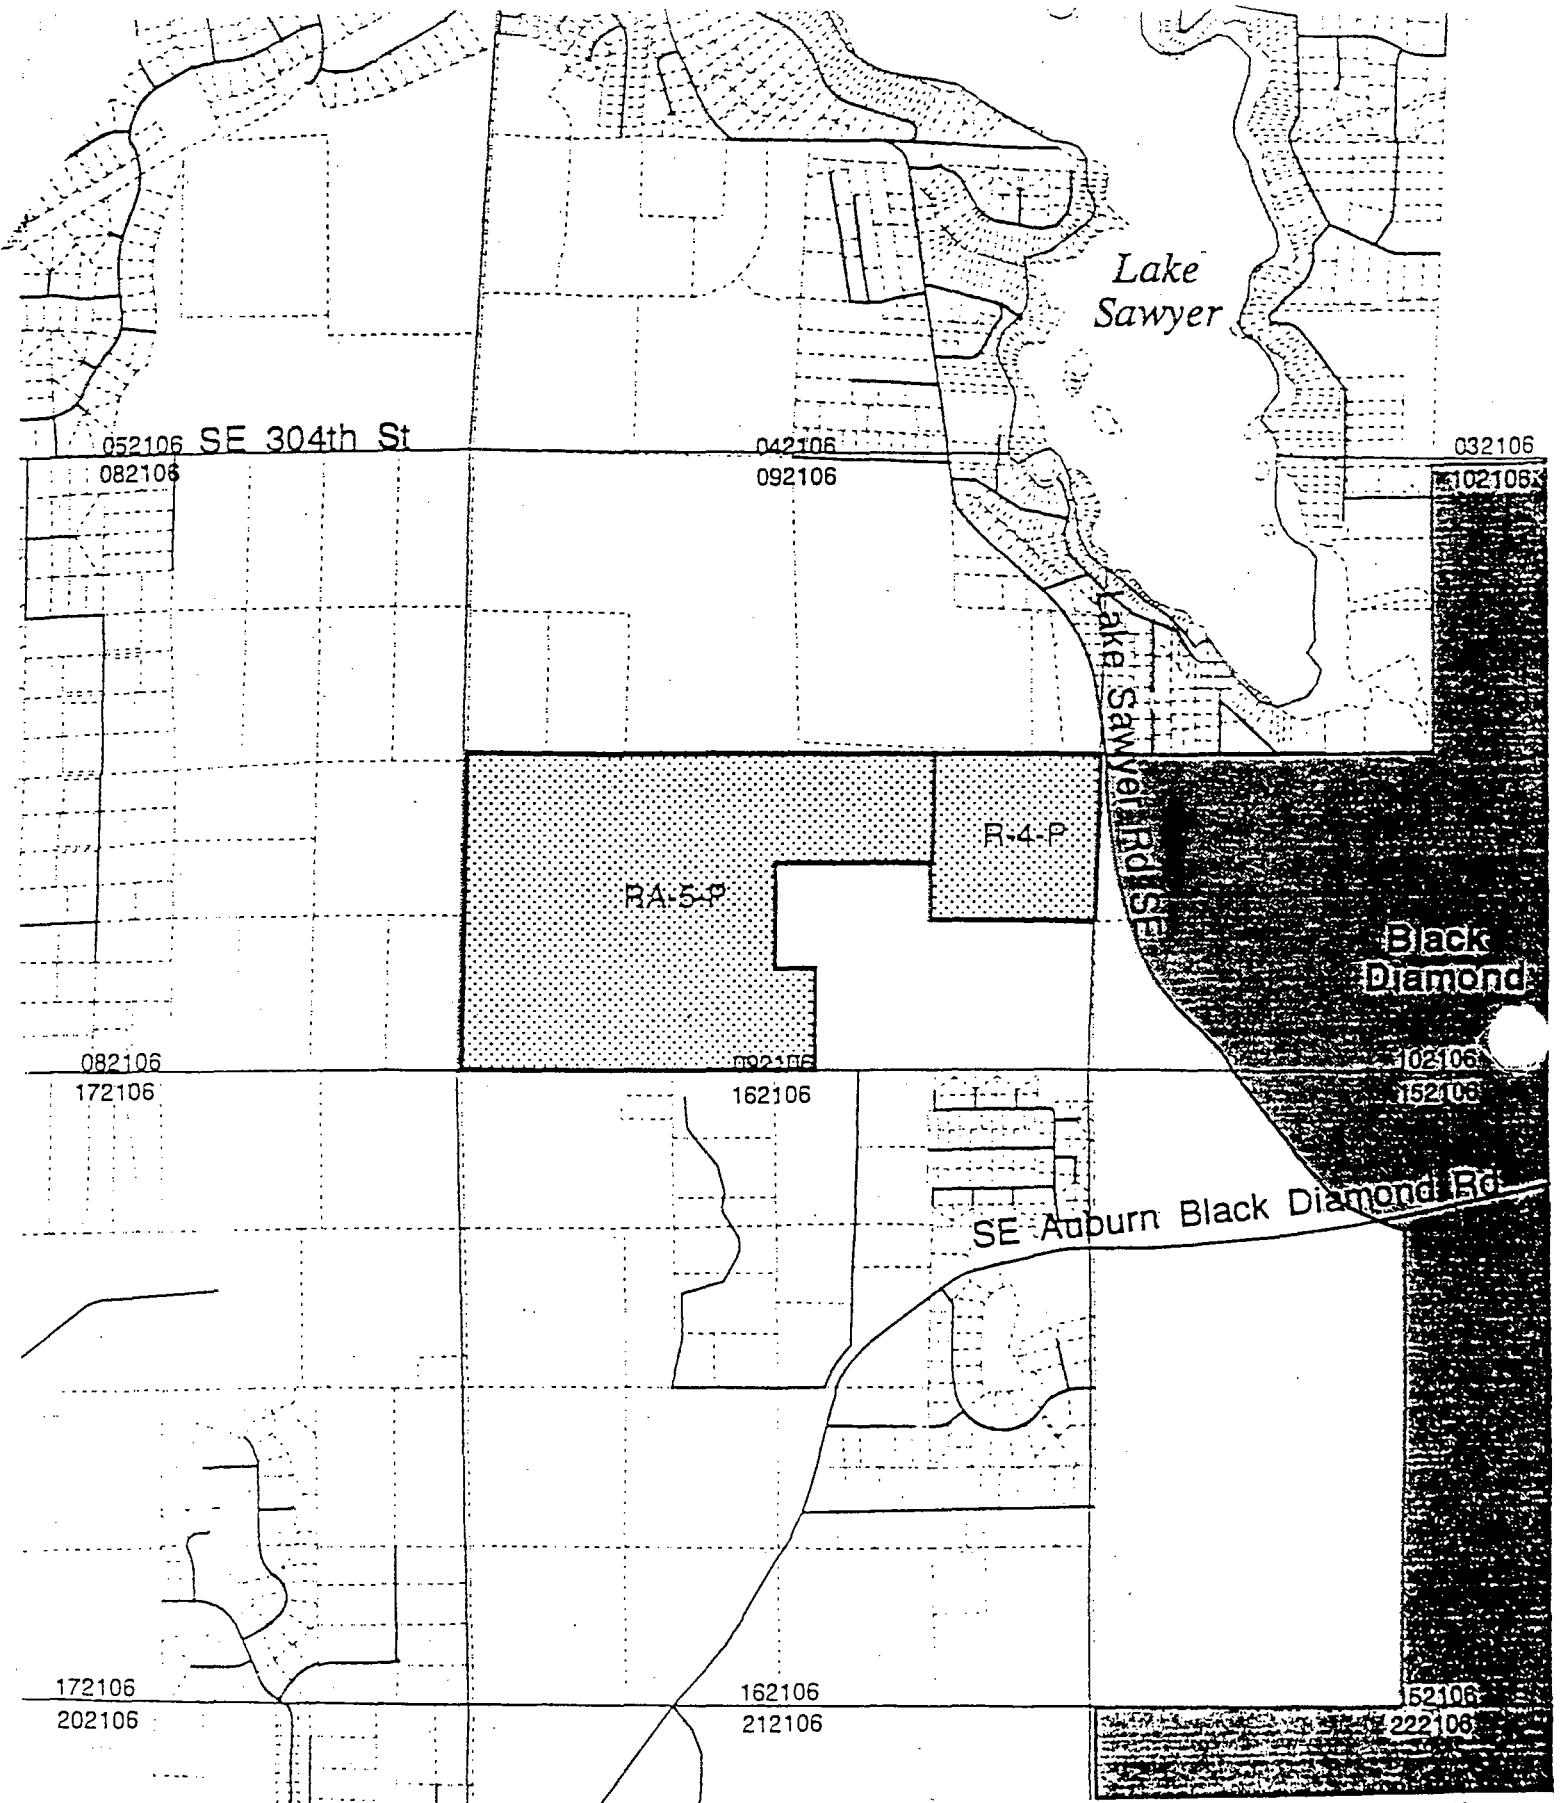 Lake
Sawyer
052106 SE 304th St
042106
032106
082106
092106
102106
Lake Sawyer Rd SE
R-4-P
RA-5-P
Black
Diamond
082106
092106
102106
172106
162106
152106
SE Auburn Black Diamond Rd
172106
162106
152106
202106
212106
222106